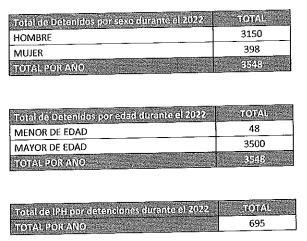 Total de Detenidos por sexo durante el 2022 TOTAL
HOMBRE 3150
MUJER 398
TOTAL POR AÑO 3548
Total de Detenidos por edad durante el 2022 TOTAL
MENOR DE EDAD 48
MAYOR DE EDAD 3500
TOTAL POR AÑO 3548
Total de IPH por detenciones durante el 2022 TOTAL
TOTAL POR AÑO 695